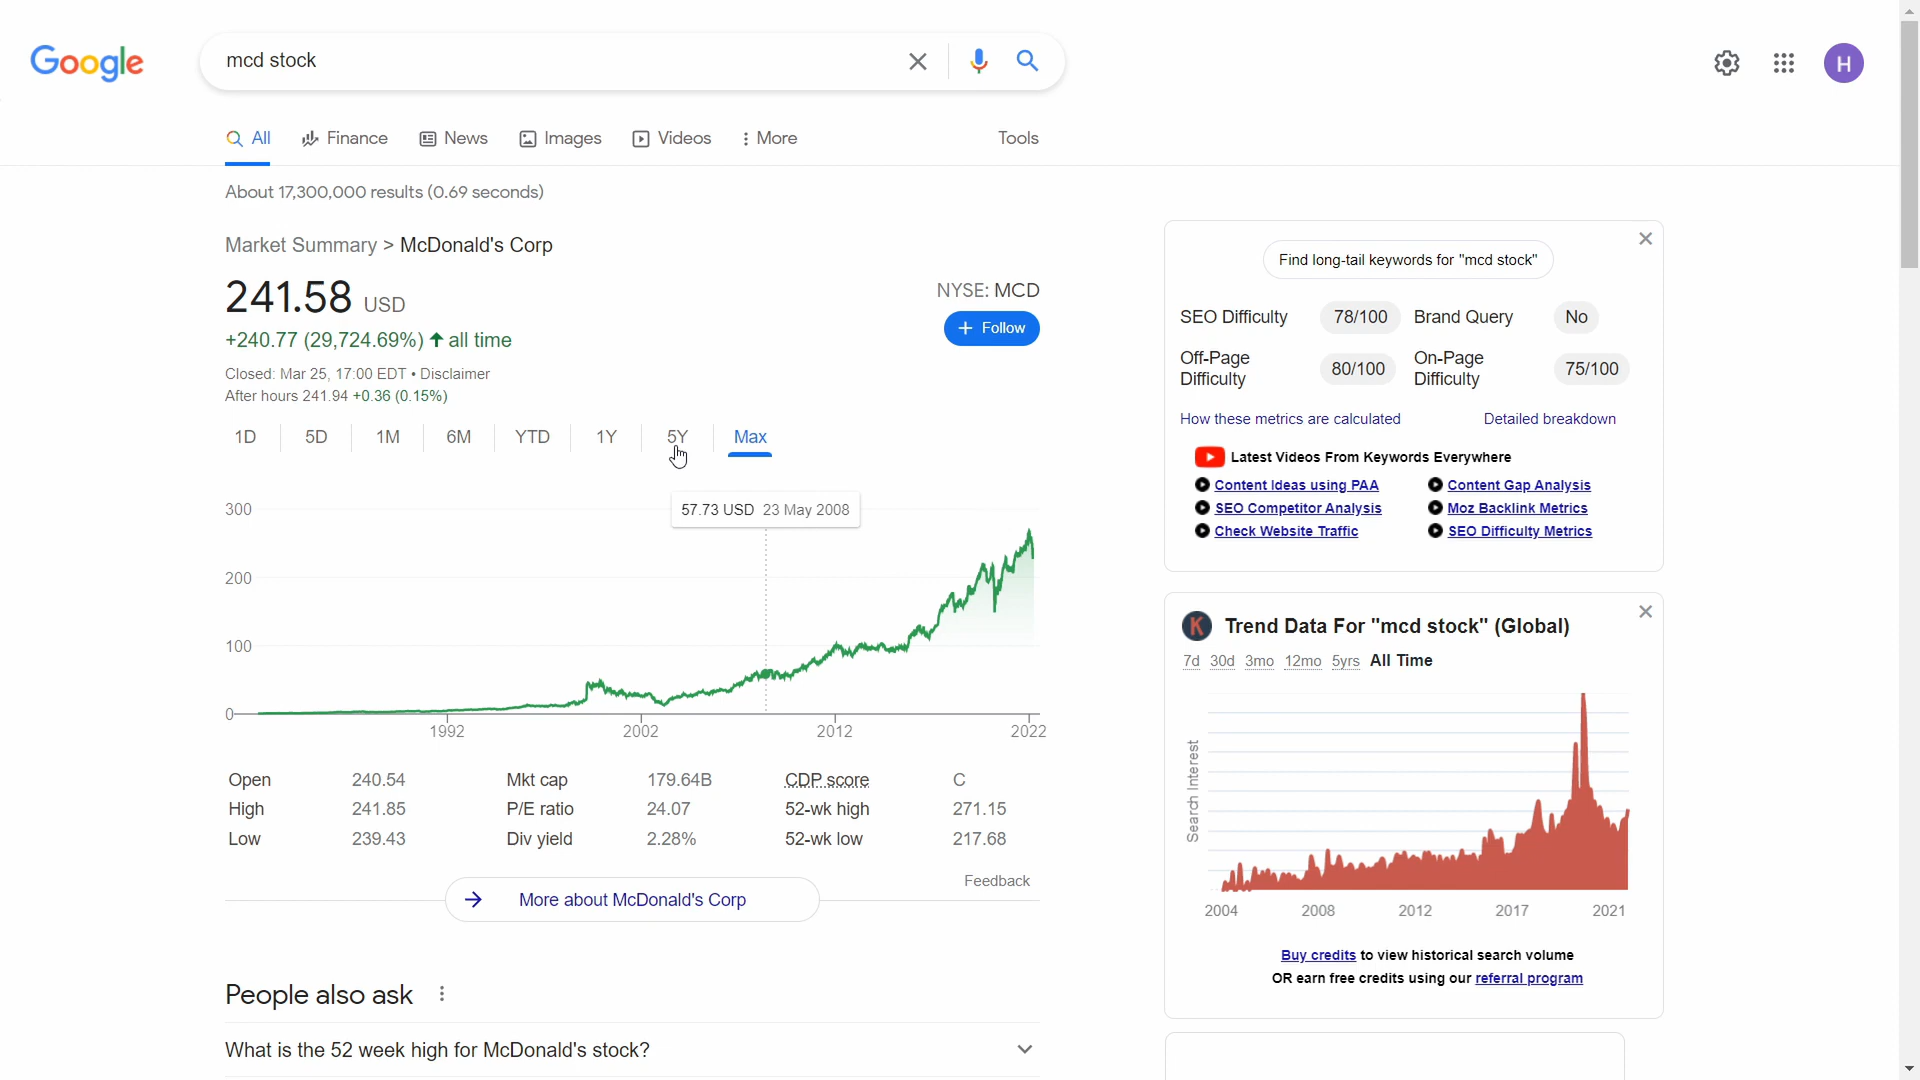 Google
mcd stock
H
All
Finance
News
Images
Videos
More
Tools
About 17,300,000 results (0.69 seconds)
Market Summary > McDonald's Corp
241.58 USD
NYSE: MCD
+240.77 (29,724.69%) all time
+ Follow
Closed: Mar 25, 17:00 EDT • Disclaimer
After hours 241.94 +0.36 (0.15%)
1D 5D 1M 6M YTD 1Y 5Y Max
57.73 USD 23 May 2008
300
200
100
0
1992 2002 2012 2022
Open 240.54 Mkt cap 179.64B CDP score C
High 241.85 P/E ratio 24.07 52-wk high 271.15
Low 239.43 Div yield 2.28% 52-wk low 217.68
Feedback
More about McDonald's Corp
People also ask
What is the 52 week high for McDonald's stock?
Find long-tail keywords for "mcd stock"
SEO Difficulty 78/100 Brand Query No
Off-Page Difficulty 80/100 On-Page Difficulty 75/100
How these metrics are calculated Detailed breakdown
Latest Videos From Keywords Everywhere
Content Ideas using PAA Content Gap Analysis
SEO Competitor Analysis Moz Backlink Metrics
Check Website Traffic SEO Difficulty Metrics
K
Trend Data For "mcd stock" (Global)
7d 30d 3mo 12mo 5yrs All Time
Search Interest
2004 2008 2012 2017 2021
Buy credits to view historical search volume
OR earn free credits using our referral program